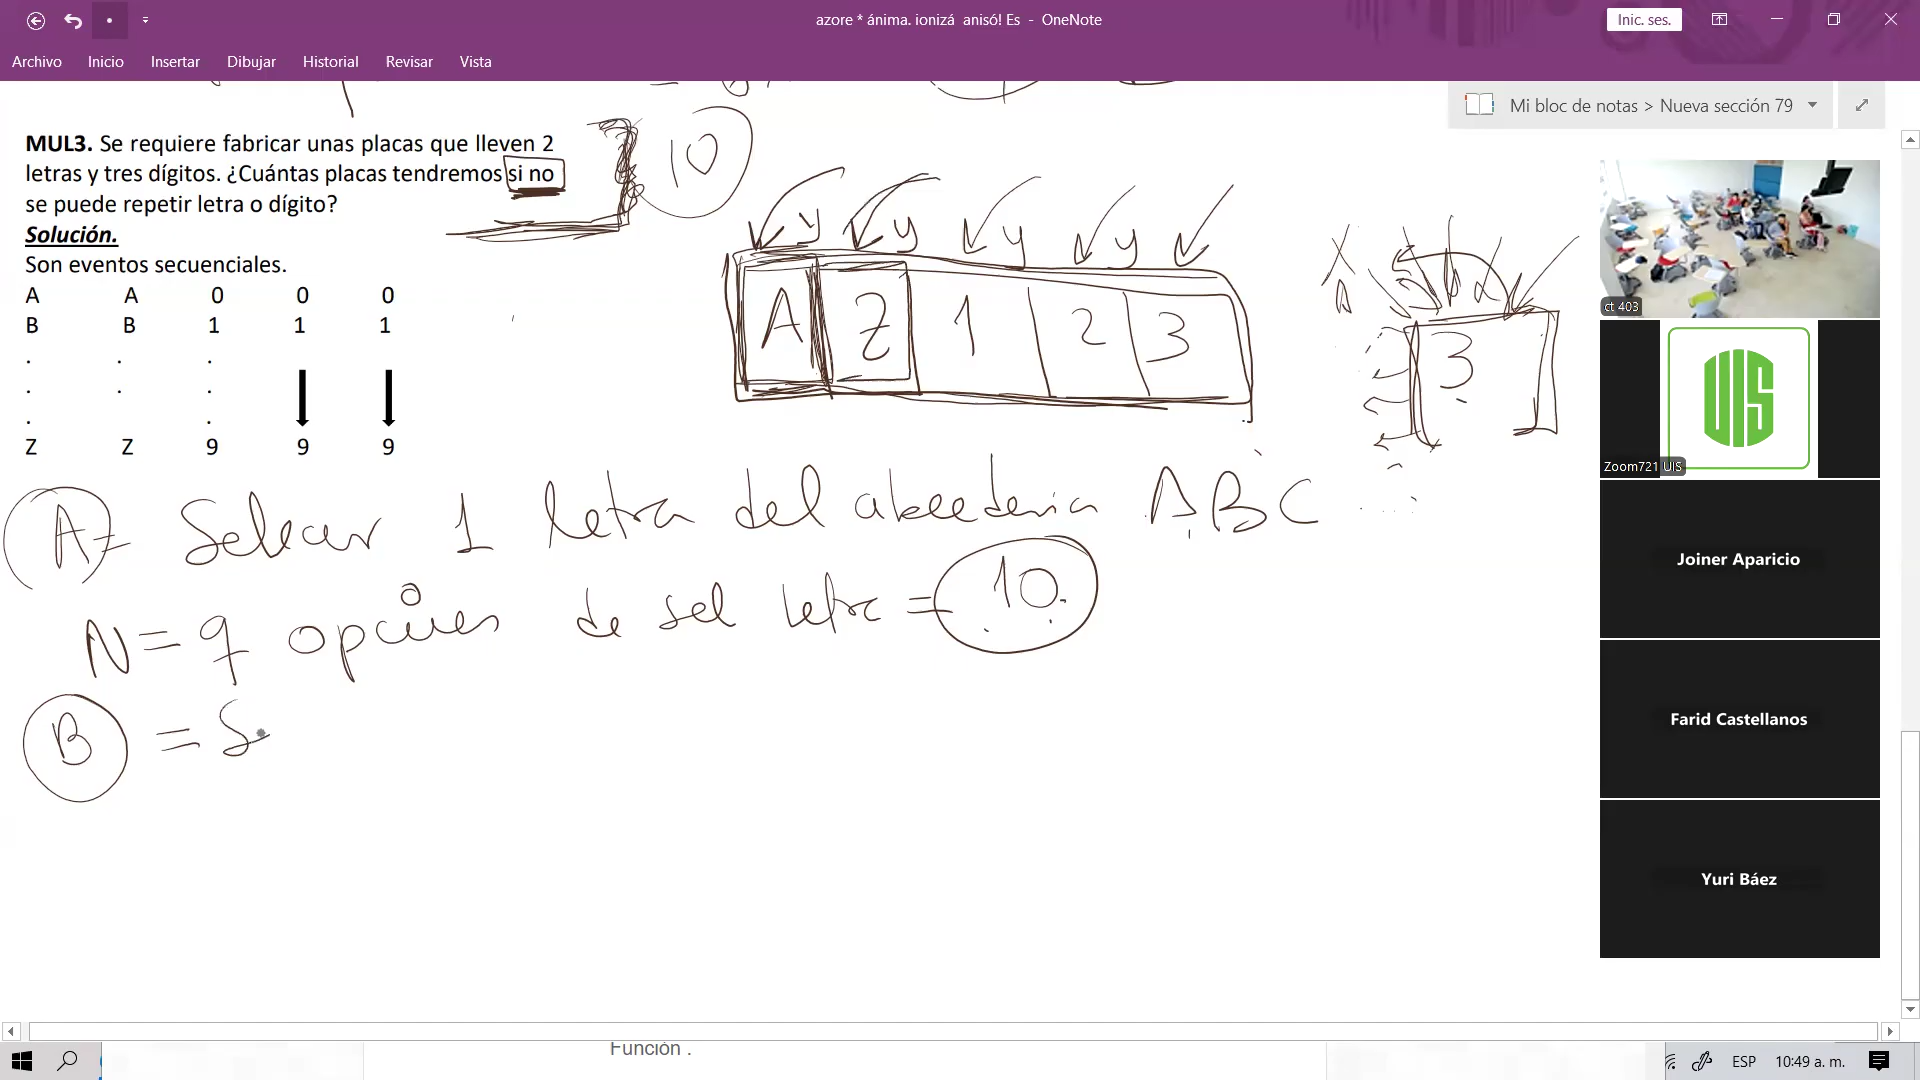 azore * ánima. ionizá anisó! Es - OneNote
Inic. ses.
Archivo Inicio Insertar Dibujar Historial Revisar Vista
Mi bloc de notas > Nueva sección 79
MUL3. Se requiere fabricar unas placas que lleven 2
letras y tres dígitos. ¿Cuántas placas tendremos si no
se puede repetir letra o dígito?
Solución.
Son eventos secuenciales.
A A 0 0 0
B B 1 1 1
. . .
. . .
. .
Z Z 9 9 9
10
y y y y
A Z 1 2 3
3
A = 1 letra del ABC ....
N = opciones de sel letra = 10
B = S
ct 403
UIS
Zoom721 UIS
Joiner Aparicio
Farid Castellanos
Yuri Báez
Función .
ESP 10:49 a. m.